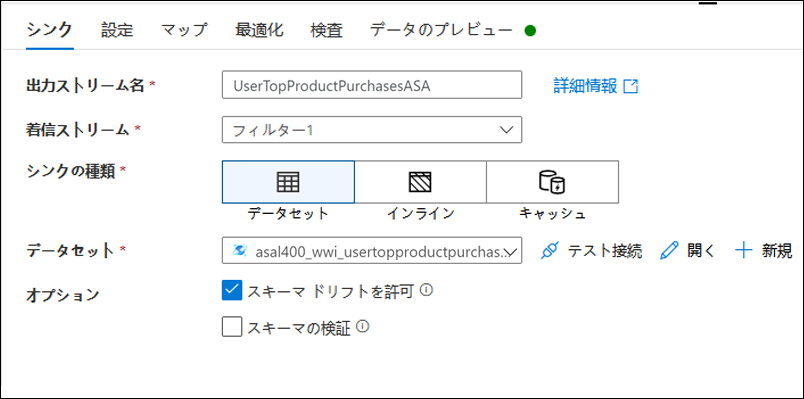 シンク 設定 マップ 最適化 検査 データのプレビュー
出力ストリーム名 * UserTopProductPurchasesASA 詳細情報
着信ストリーム * フィルター1
シンクの種類 *
データセット インライン キャッシュ
データセット * asal400_wwi_usertopproductpurchas... テスト接続 開く 新規
オプション スキーマ ドリフトを許可
スキーマの検証